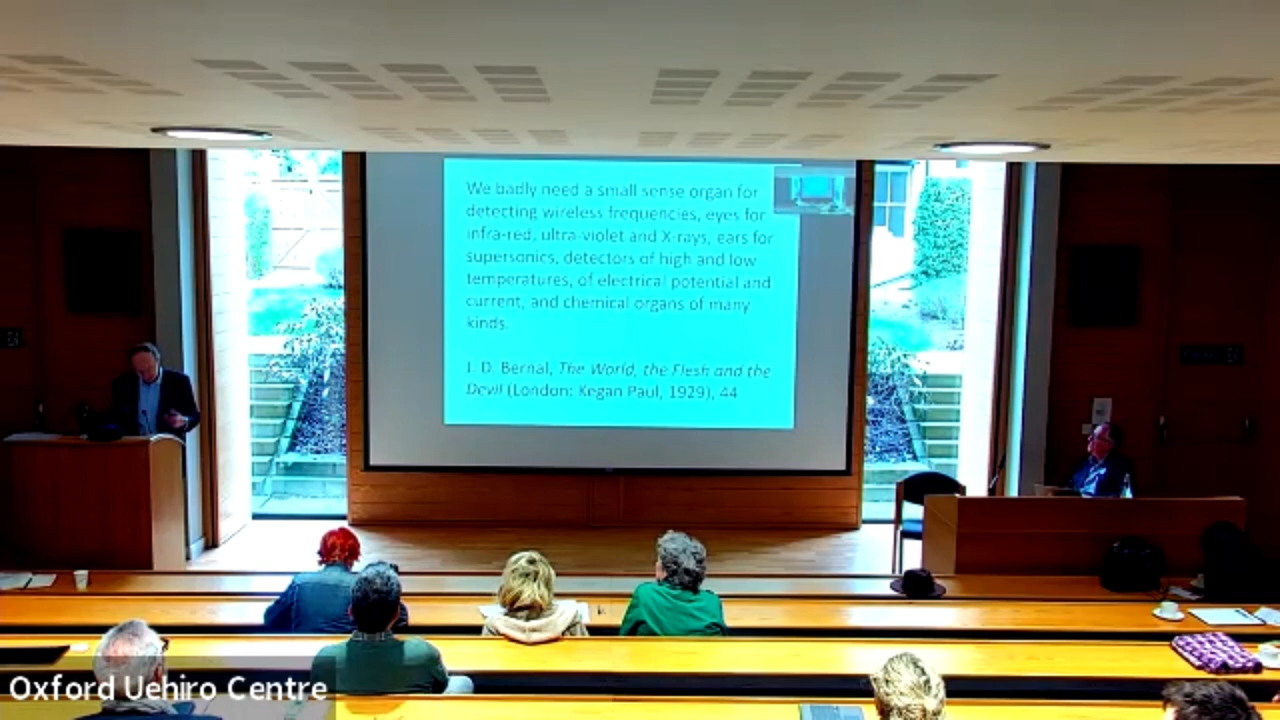 We badly need a small sense organ for
detecting wireless frequencies, eyes for
infra-red, ultra-violet and X-rays, ears for
supersonics, detectors of high and low
temperatures, of electrical potential and
current, and chemical organs of many
kinds.
J. D. Bernal, The World, the Flesh and the
Devil (London: Kegan Paul, 1929), 44
Oxford Uehiro Centre